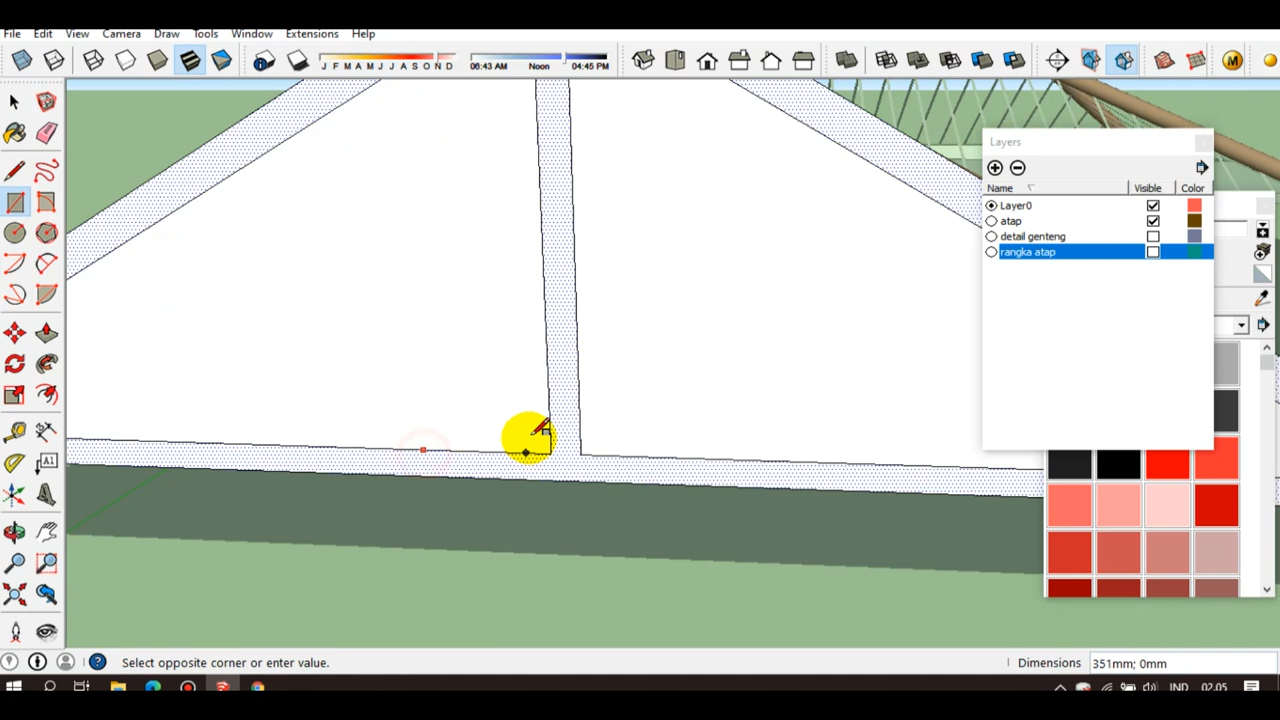 File Edit View Camera Draw Tools Window Extensions Help
J F M A M J J A S O N D 06:43 AM Noon 04:45 PM
M
Layers
Name Visible Color
Layer0
atap
detail genteng
rangka atap
A1
Select opposite corner or enter value. Dimensions 351mm; 0mm
IND 02.05